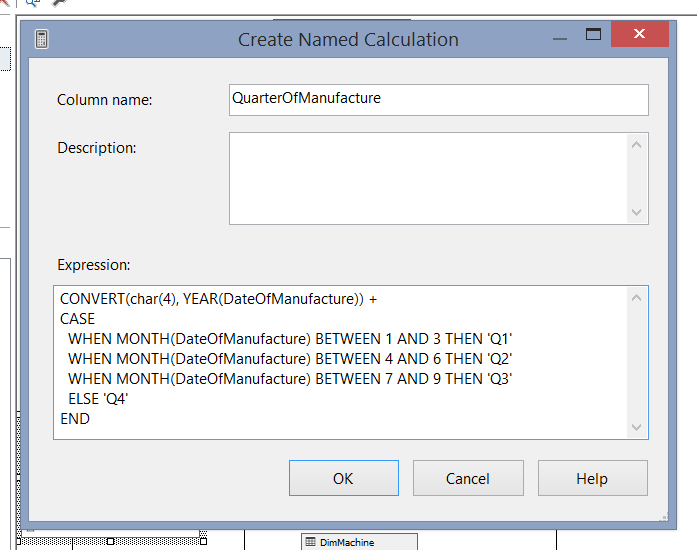 Create Named Calculation
Column name:
QuarterOfManufacture
Description:
Expression:
CONVERT(char(4), YEAR(DateOfManufacture)) +
CASE
WHEN MONTH(DateOfManufacture) BETWEEN 1 AND 3 THEN 'Q1'
WHEN MONTH(DateOfManufacture) BETWEEN 4 AND 6 THEN 'Q2'
WHEN MONTH(DateOfManufacture) BETWEEN 7 AND 9 THEN 'Q3'
ELSE 'Q4'
END
OK Cancel Help
DimMachine